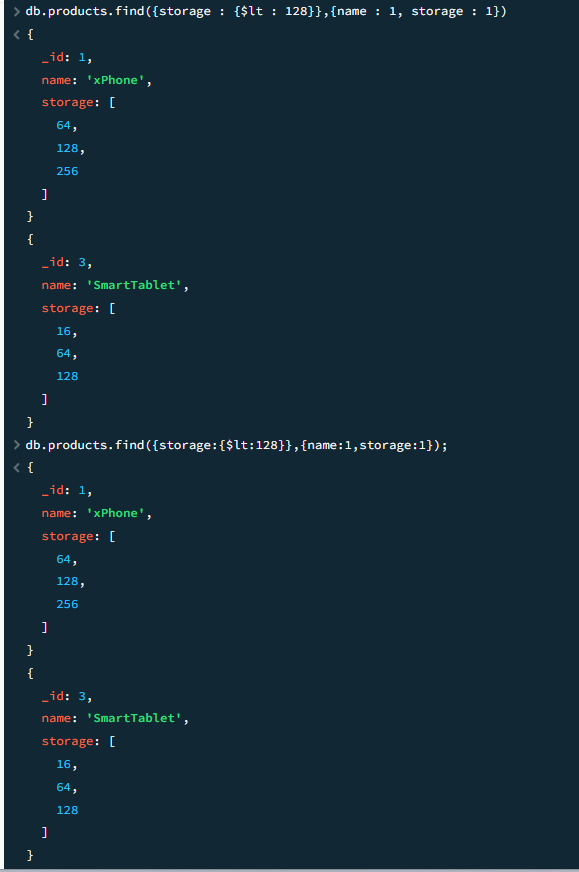 > db.products.find({storage : {$lt : 128}},{name : 1, storage : 1})
< {
_id: 1,
name: 'xPhone',
storage: [
64,
128,
256
]
}
{
_id: 3,
name: 'SmartTablet',
storage: [
16,
64,
128
]
}
> db.products.find({storage:{$lt:128}},{name:1,storage:1});
< {
_id: 1,
name: 'xPhone',
storage: [
64,
128,
256
]
}
{
_id: 3,
name: 'SmartTablet',
storage: [
16,
64,
128
]
}